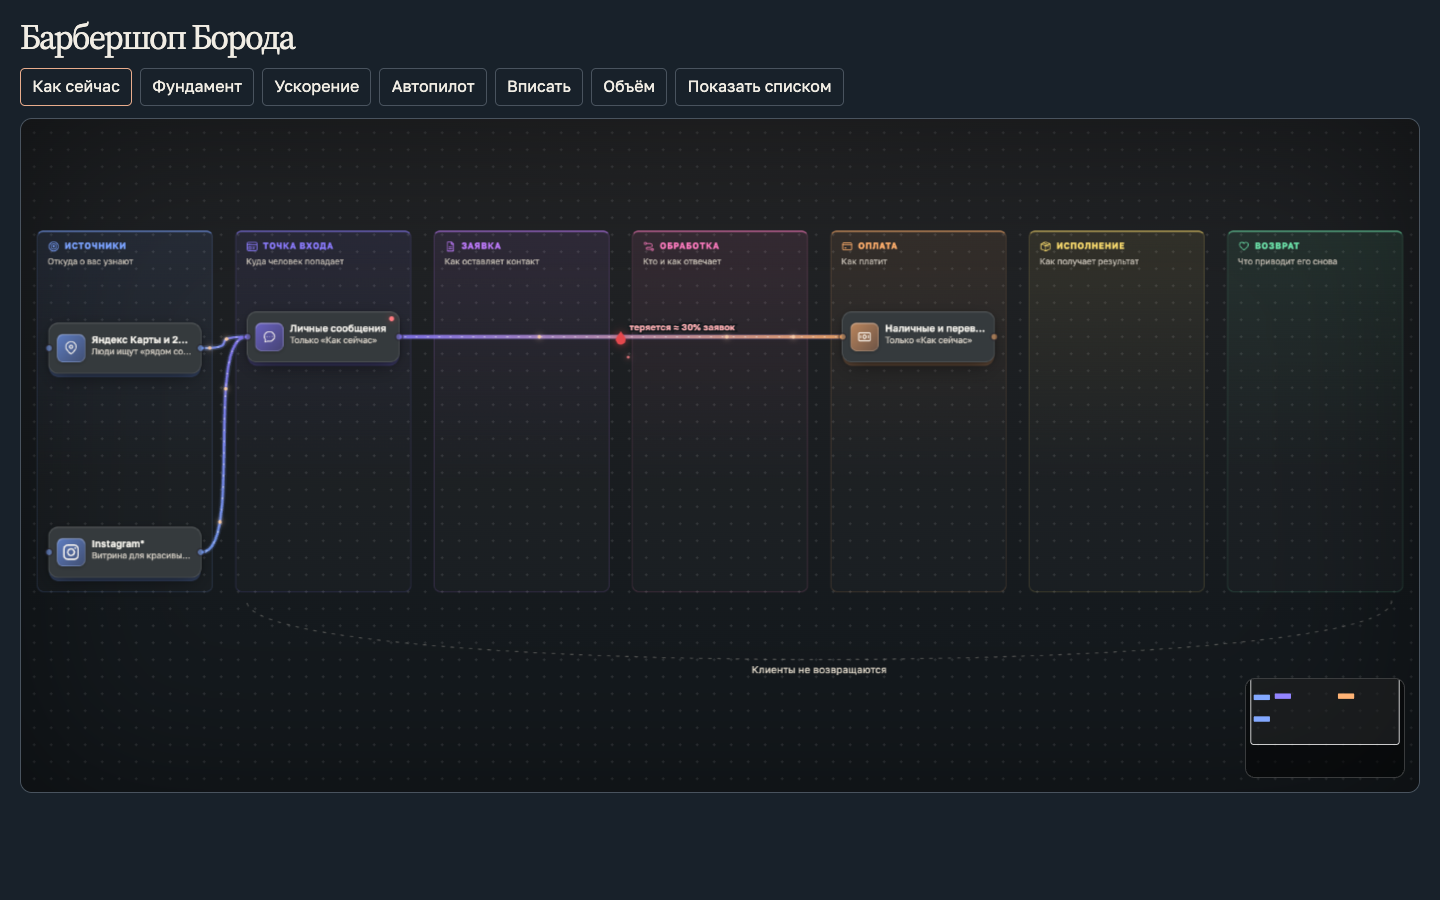 Барбершоп Борода
Как сейчас
Фундамент
Ускорение
Автопилот
Вписать
Объём
Показать списком
ИСТОЧНИКИ
Откуда о вас узнают
ТОЧКА ВХОДА
Куда человек попадает
ЗАЯВКА
Как оставляет контакт
ОБРАБОТКА
Кто и как отвечает
ОПЛАТА
Как платит
ИСПОЛНЕНИЕ
Как получает результат
ВОЗВРАТ
Что приводит его снова
Яндекс Карты и 2...
Люди ищут «рядом со...
Личные сообщения
Только «Как сейчас»
теряется ≈ 30% заявок
Наличные и перев...
Только «Как сейчас»
Instagram*
Витрина для красивы...
Клиенты не возвращаются